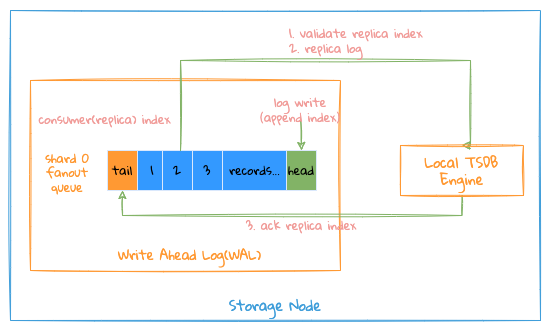 1. validate replica index
2. replica log
log write
(append index)
consumer(replica) index
shard 0
fanout
queue
tail
1
2
3
records...
head
Local TSDB
Engine
3. ack replica index
Write Ahead Log(WAL)
Storage Node